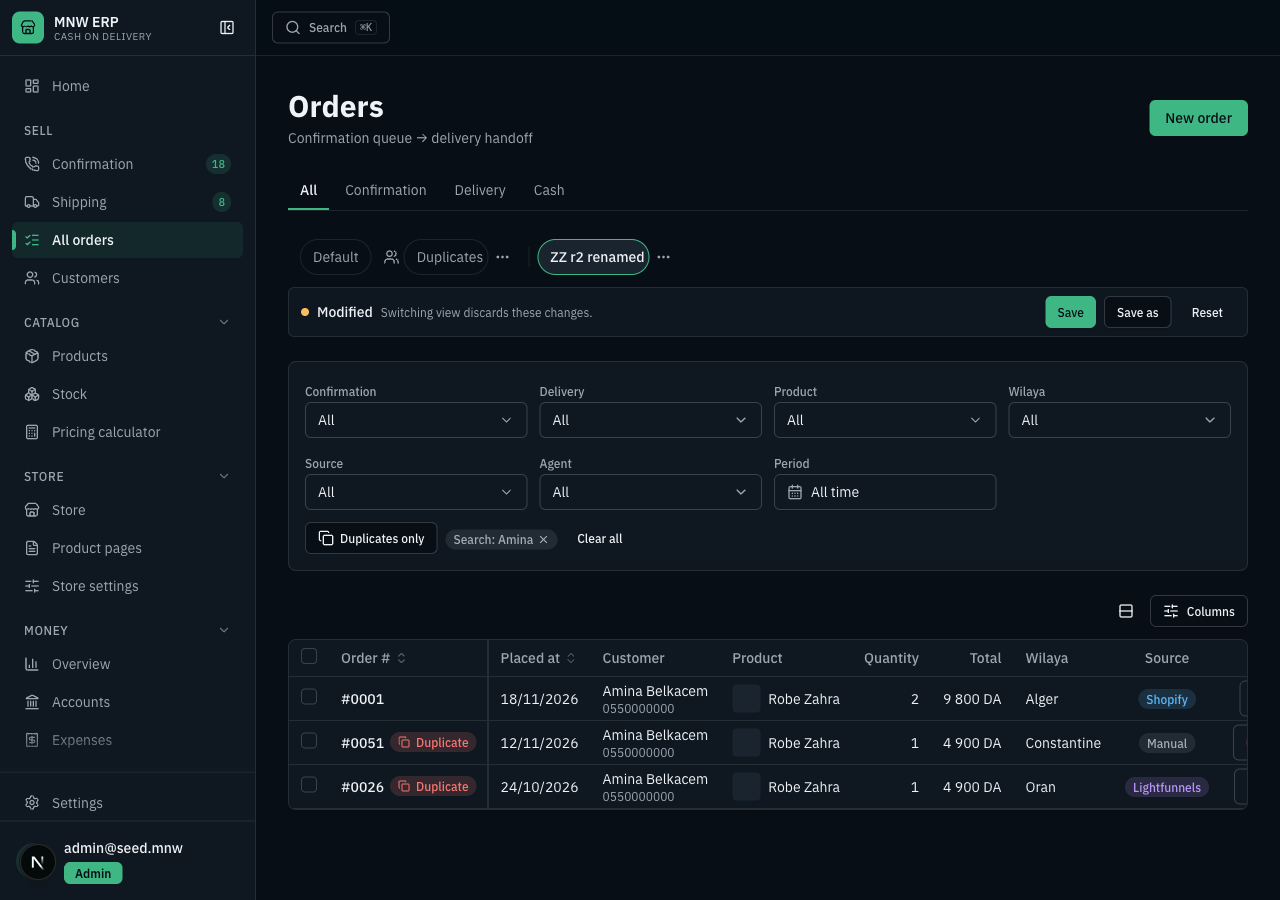 MNW ERP
CASH ON DELIVERY
Search ⌘K
Home
SELL
Confirmation 18
Shipping 8
All orders
Customers
CATALOG
Products
Stock
Pricing calculator
STORE
Store
Product pages
Store settings
MONEY
Overview
Accounts
Expenses
Settings
N
admin@seed.mnw
Admin
Orders
Confirmation queue → delivery handoff
New order
All Confirmation Delivery Cash
Default Duplicates ••• ZZ r2 renamed •••
Modified Switching view discards these changes. Save Save as Reset
Confirmation Delivery Product Wilaya
All All All All
Source Agent Period
All All All time
Duplicates only Search: Amina × Clear all
Columns
Order # Placed at Customer Product Quantity Total Wilaya Source
#0001 18/11/2026 Amina Belkacem Robe Zahra 2 9 800 DA Alger Shopify
0550000000
#0051 Duplicate 12/11/2026 Amina Belkacem Robe Zahra 1 4 900 DA Constantine Manual
0550000000
#0026 Duplicate 24/10/2026 Amina Belkacem Robe Zahra 1 4 900 DA Oran Lightfunnels
0550000000